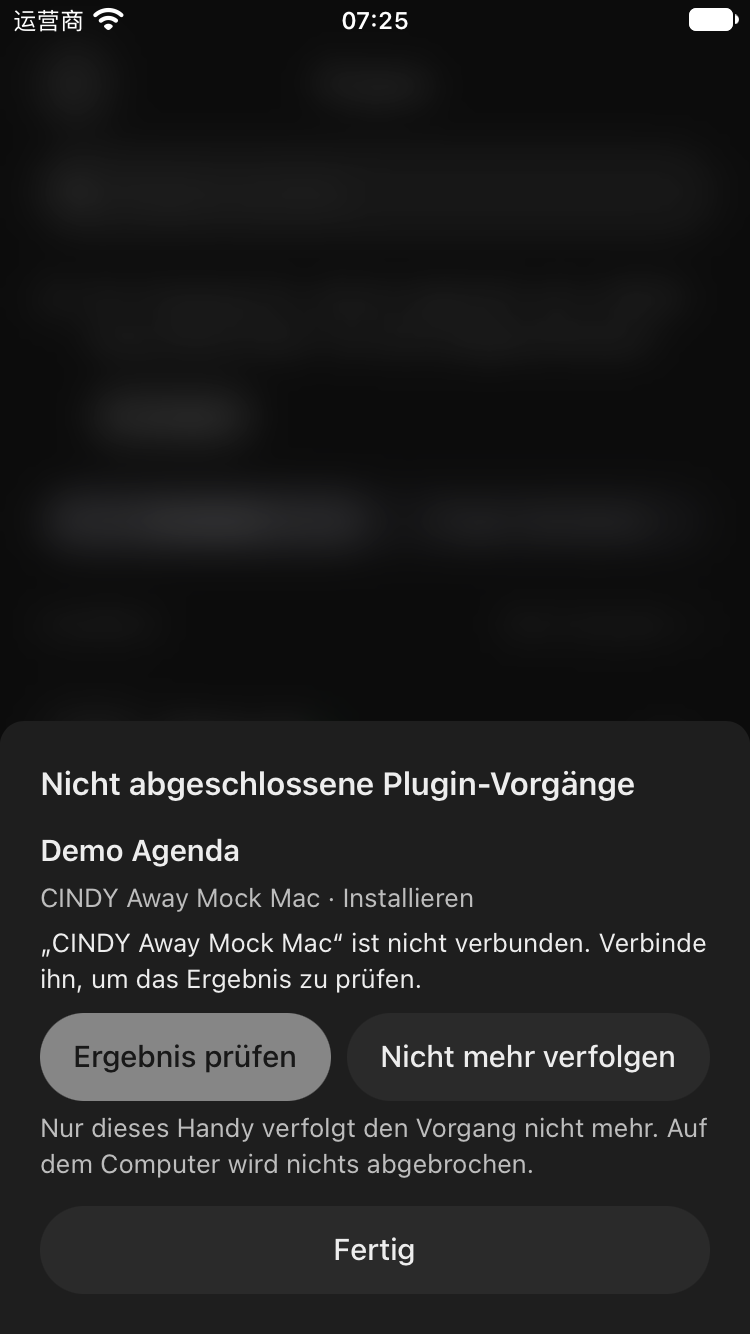 运营商
07:25
Nicht abgeschlossene Plugin-Vorgänge
Demo Agenda
CINDY Away Mock Mac · Installieren
„CINDY Away Mock Mac“ ist nicht verbunden. Verbinde
ihn, um das Ergebnis zu prüfen.
Ergebnis prüfen
Nicht mehr verfolgen
Nur dieses Handy verfolgt den Vorgang nicht mehr. Auf
dem Computer wird nichts abgebrochen.
Fertig